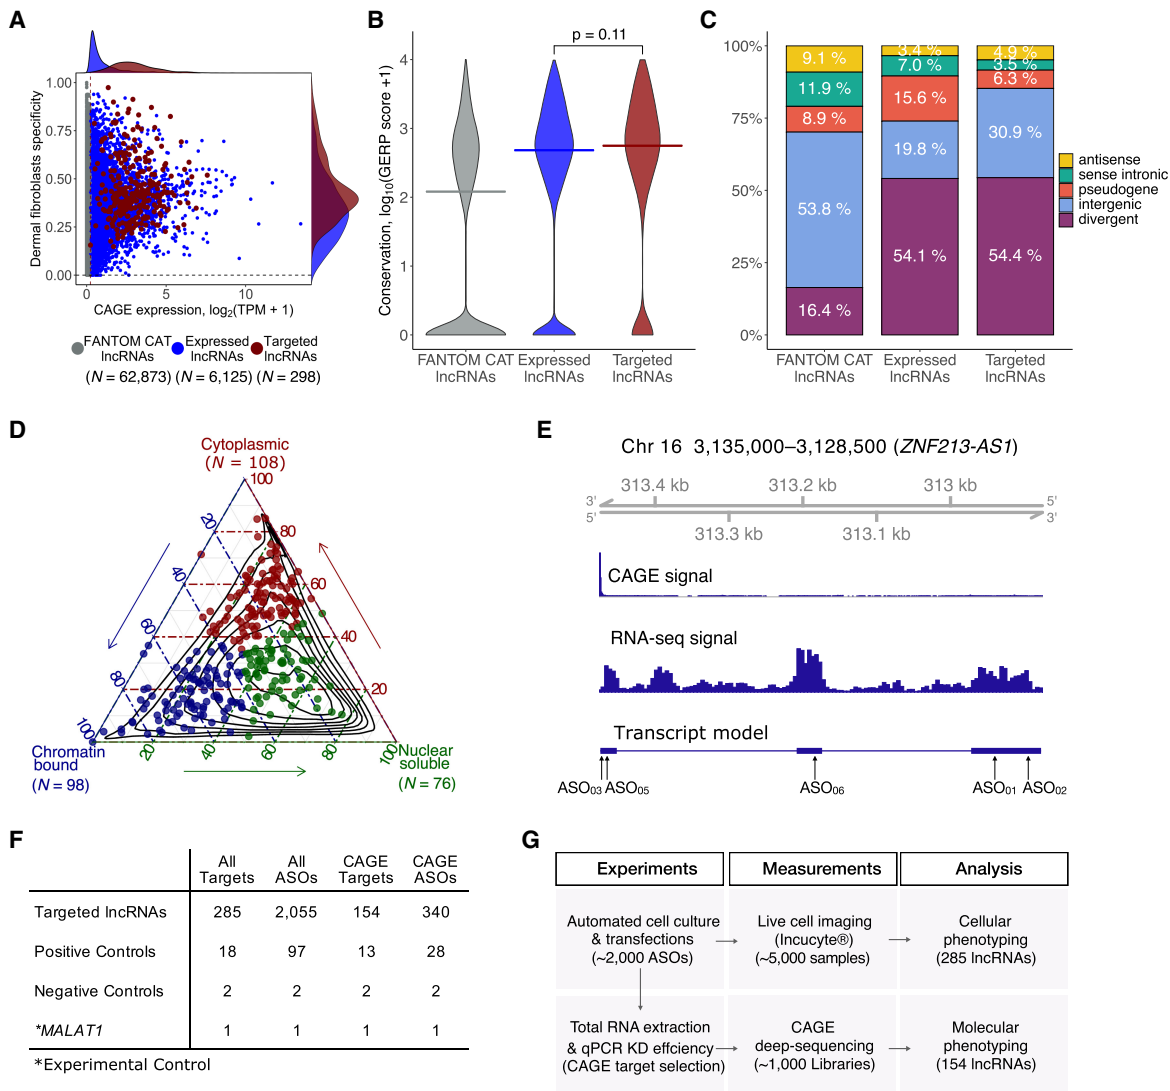 A
Dermal fibroblasts specificity
1.00
0.75
0.50
0.25
0.00
0
5
10
CAGE expression, log2(TPM + 1)
FANTOM CAT lncRNAs
Expressed lncRNAs
Targeted lncRNAs
(N = 62,873) (N = 6,125) (N = 298)
B
p = 0.11
Conservation, log10(GERP score +1)
4
3
2
1
0
FANTOM CAT lncRNAs
Expressed lncRNAs
Targeted lncRNAs
C
100%
75%
50%
25%
0%
9.1 %
11.9 %
8.9 %
53.8 %
16.4 %
3.4 %
7.0 %
15.6 %
19.8 %
54.1 %
4.9 %
3.5 %
6.3 %
30.9 %
54.4 %
FANTOM CAT lncRNAs
Expressed lncRNAs
Targeted lncRNAs
antisense
sense intronic
pseudogene
intergenic
divergent
D
Cytoplasmic
(N = 108)
100
80
60
40
20
20
40
60
80
100
20
40
60
80
100
Chromatin bound
(N = 98)
Nuclear soluble
(N = 76)
E
Chr 16 3,135,000–3,128,500 (ZNF213-AS1)
313.4 kb
313.2 kb
313 kb
3'
5'
5'
3'
313.3 kb
313.1 kb
CAGE signal
RNA-seq signal
Transcript model
ASO03 ASO05
ASO06
ASO01 ASO02
F
All Targets
All ASOs
CAGE Targets
CAGE ASOs
Targeted lncRNAs 285 2,055 154 340
Positive Controls 18 97 13 28
Negative Controls 2 2 2 2
*MALAT1 1 1 1 1
*Experimental Control
G
Experiments
Measurements
Analysis
Automated cell culture
& transfections
(~2,000 ASOs)
Live cell imaging
(Incucyte®)
(~5,000 samples)
Cellular
phenotyping
(285 lncRNAs)
Total RNA extraction
& qPCR KD effciency
(CAGE target selection)
CAGE
deep-sequencing
(~1,000 Libraries)
Molecular
phenotyping
(154 lncRNAs)